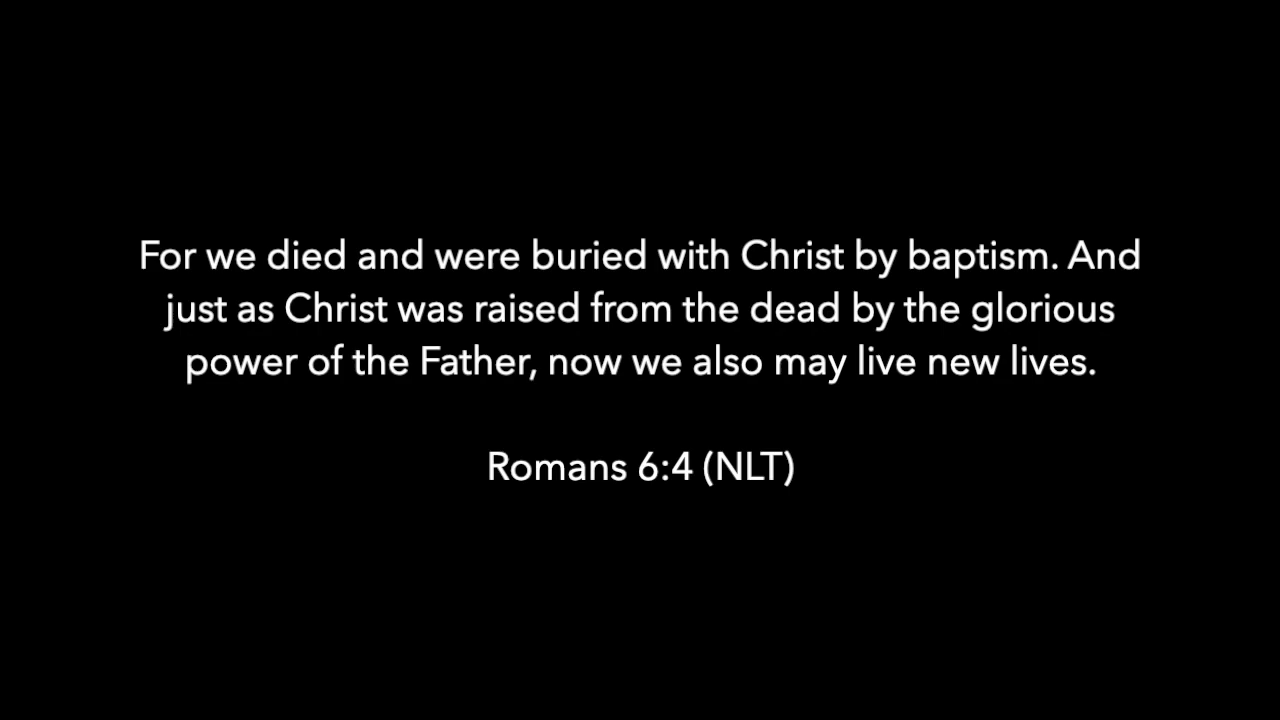 For we died and were buried with Christ by baptism. And
just as Christ was raised from the dead by the glorious
power of the Father, now we also may live new lives.
Romans 6:4 (NLT)